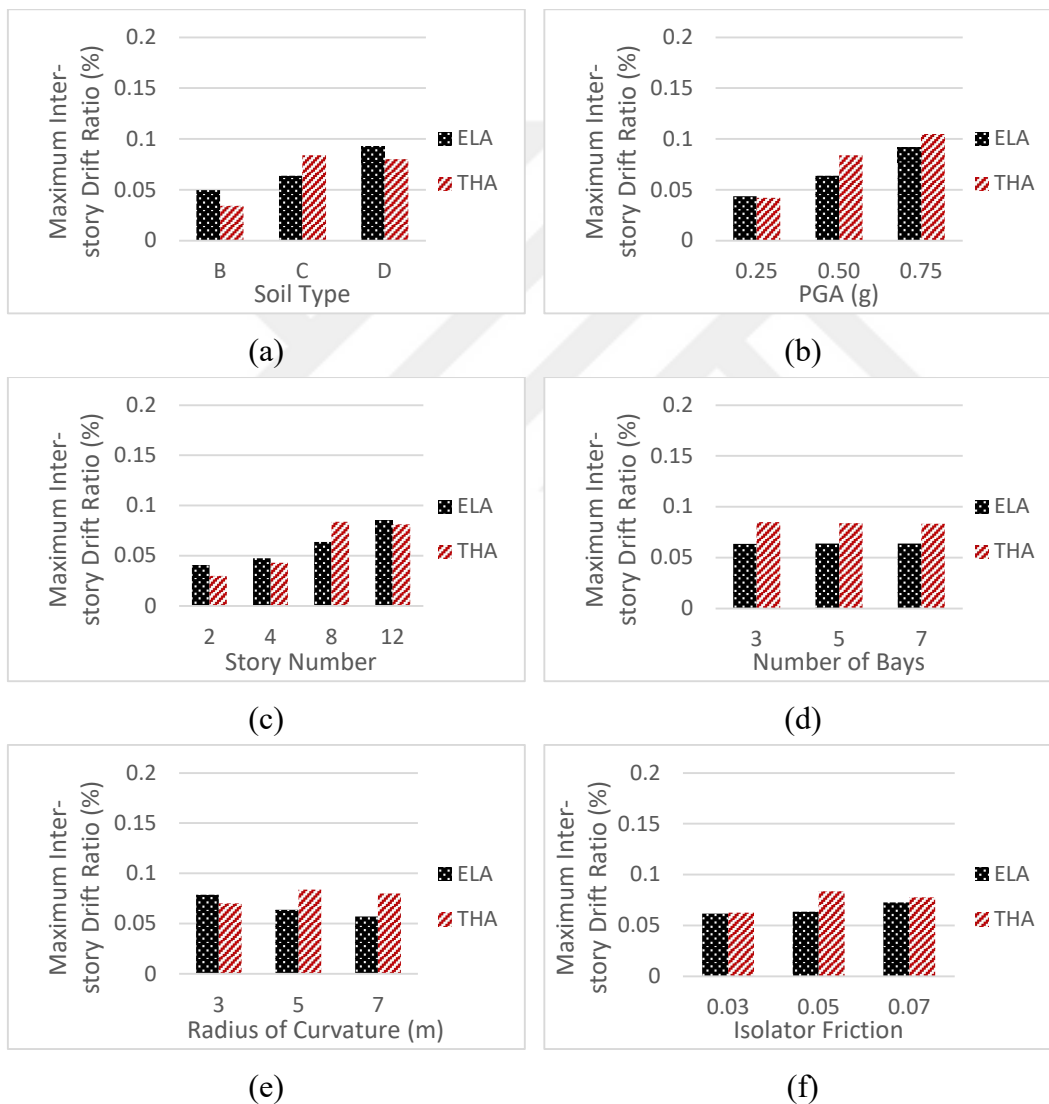 Maximum Inter-
story Drift Ratio (%)
0.2
0.15
0.1
0.05
0
B C D
Soil Type
ELA
THA
(a)
Maximum Inter-
story Drift Ratio (%)
0.2
0.15
0.1
0.05
0
0.25 0.50 0.75
PGA (g)
ELA
THA
(b)
Maximum Inter-
story Drift Ratio (%)
0.2
0.15
0.1
0.05
0
2 4 8 12
Story Number
ELA
THA
(c)
Maximum Inter-
story Drift Ratio (%)
0.2
0.15
0.1
0.05
0
3 5 7
Number of Bays
ELA
THA
(d)
Maximum Inter-
story Drift Ratio (%)
0.2
0.15
0.1
0.05
0
3 5 7
Radius of Curvature (m)
ELA
THA
(e)
Maximum Inter-
story Drift Ratio (%)
0.2
0.15
0.1
0.05
0
0.03 0.05 0.07
Isolator Friction
ELA
THA
(f)